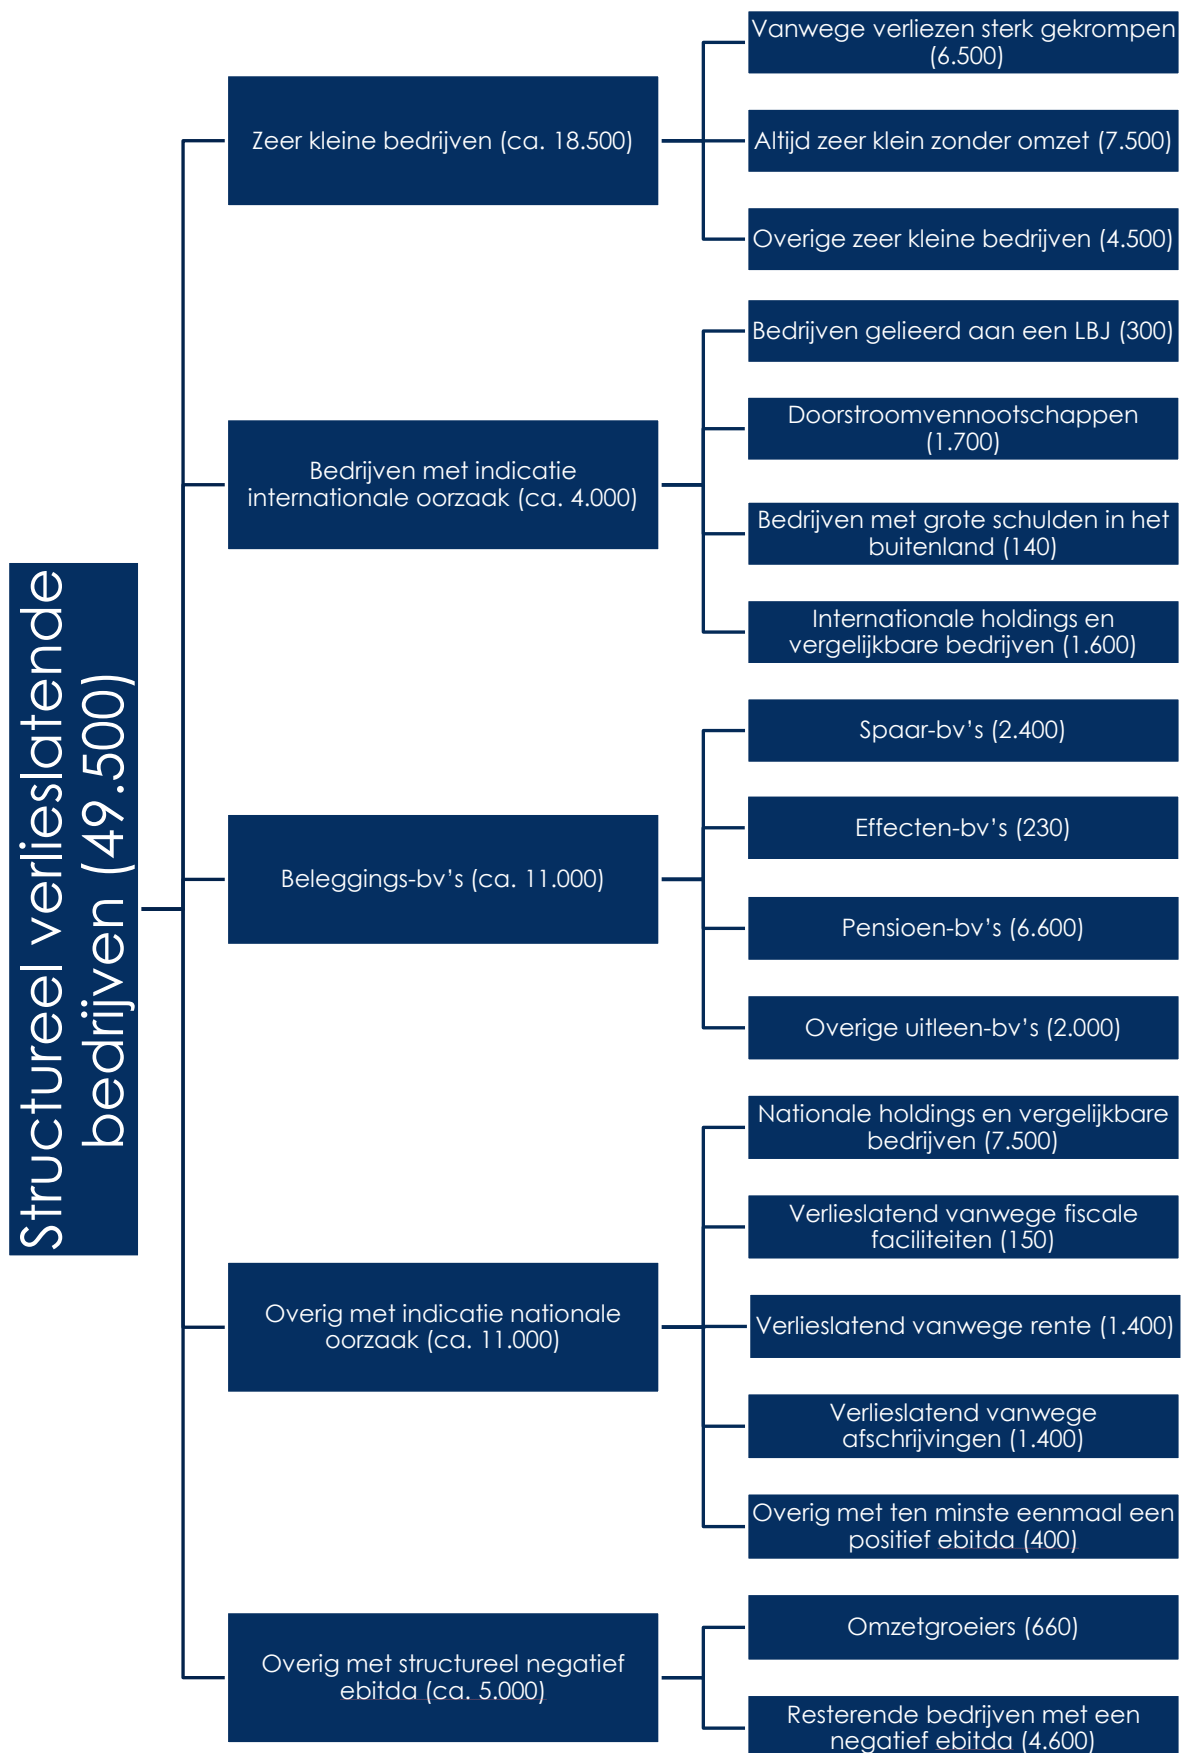 Structureel verlieslatende
bedrijven (49.500)
Zeer kleine bedrijven (ca. 18.500)
Vanwege verliezen sterk gekrompen
(6.500)
Altijd zeer klein zonder omzet (7.500)
Overige zeer kleine bedrijven (4.500)
Bedrijven met indicatie
internationale oorzaak (ca. 4.000)
Bedrijven gelieerd aan een LBJ (300)
Doorstroomvennootschappen
(1.700)
Bedrijven met grote schulden in het
buitenland (140)
Internationale holdings en
vergelijkbare bedrijven (1.600)
Beleggings-bv’s (ca. 11.000)
Spaar-bv’s (2.400)
Effecten-bv’s (230)
Pensioen-bv’s (6.600)
Overige uitleen-bv’s (2.000)
Overig met indicatie nationale
oorzaak (ca. 11.000)
Nationale holdings en vergelijkbare
bedrijven (7.500)
Verlieslatend vanwege fiscale
faciliteiten (150)
Verlieslatend vanwege rente (1.400)
Verlieslatend vanwege
afschrijvingen (1.400)
Overig met ten minste eenmaal een
positief ebitda (400)
Overig met structureel negatief
ebitda (ca. 5.000)
Omzetgroeiers (660)
Resterende bedrijven met een
negatief ebitda (4.600)